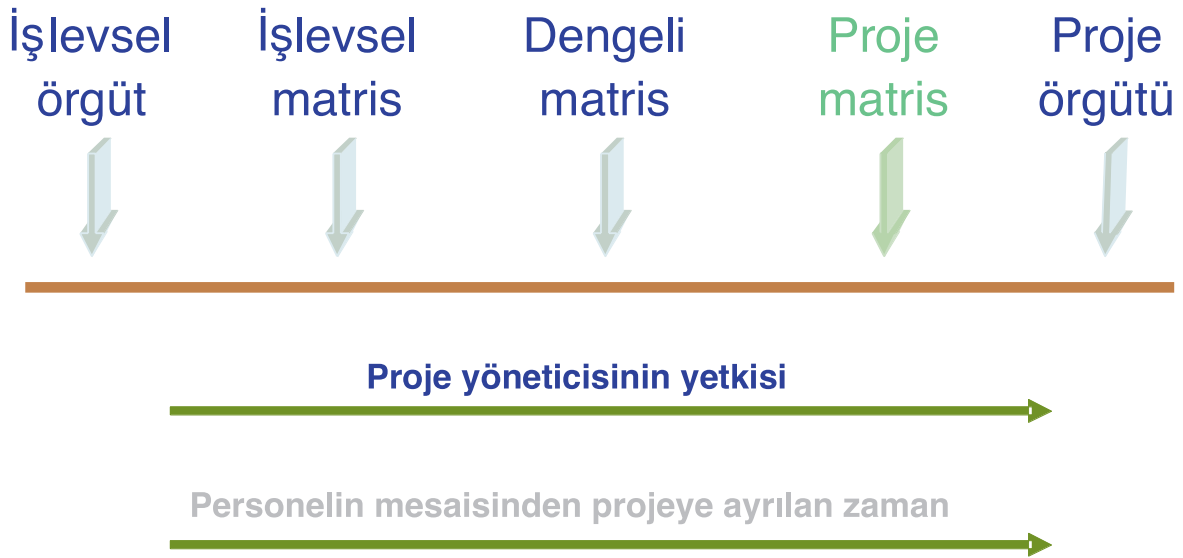 İşlevsel örgüt
İşlevsel matris
Dengeli matris
Proje matris
Proje örgütü
Proje yöneticisinin yetkisi
Personelin mesaisinden projeye ayrılan zaman